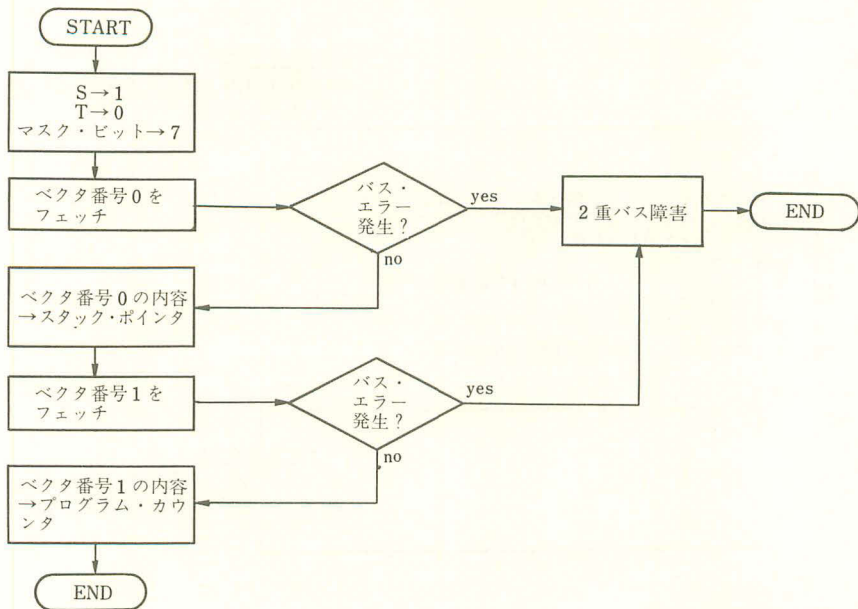 START
S→1
T→0
マスク・ビット→7
ベクタ番号0を
フェッチ
バス・
エラー
発生?
yes
no
2重バス障害
END
ベクタ番号0の内容
→スタック・ポインタ
ベクタ番号1を
フェッチ
バス・
エラー
発生?
yes
no
ベクタ番号1の内容
→プログラム・カウ
ンタ
END